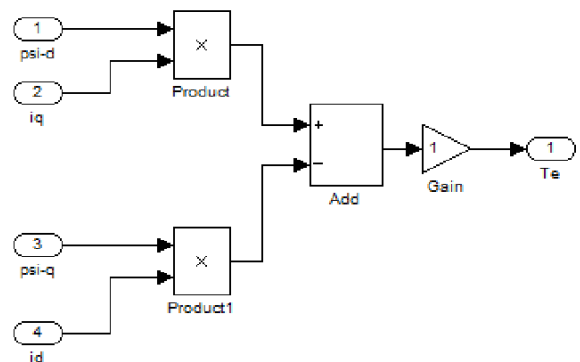 1
psi-d
2
iq
×
Product
+
−
Add
1
Gain
1
Te
3
psi-q
4
id
×
Product1